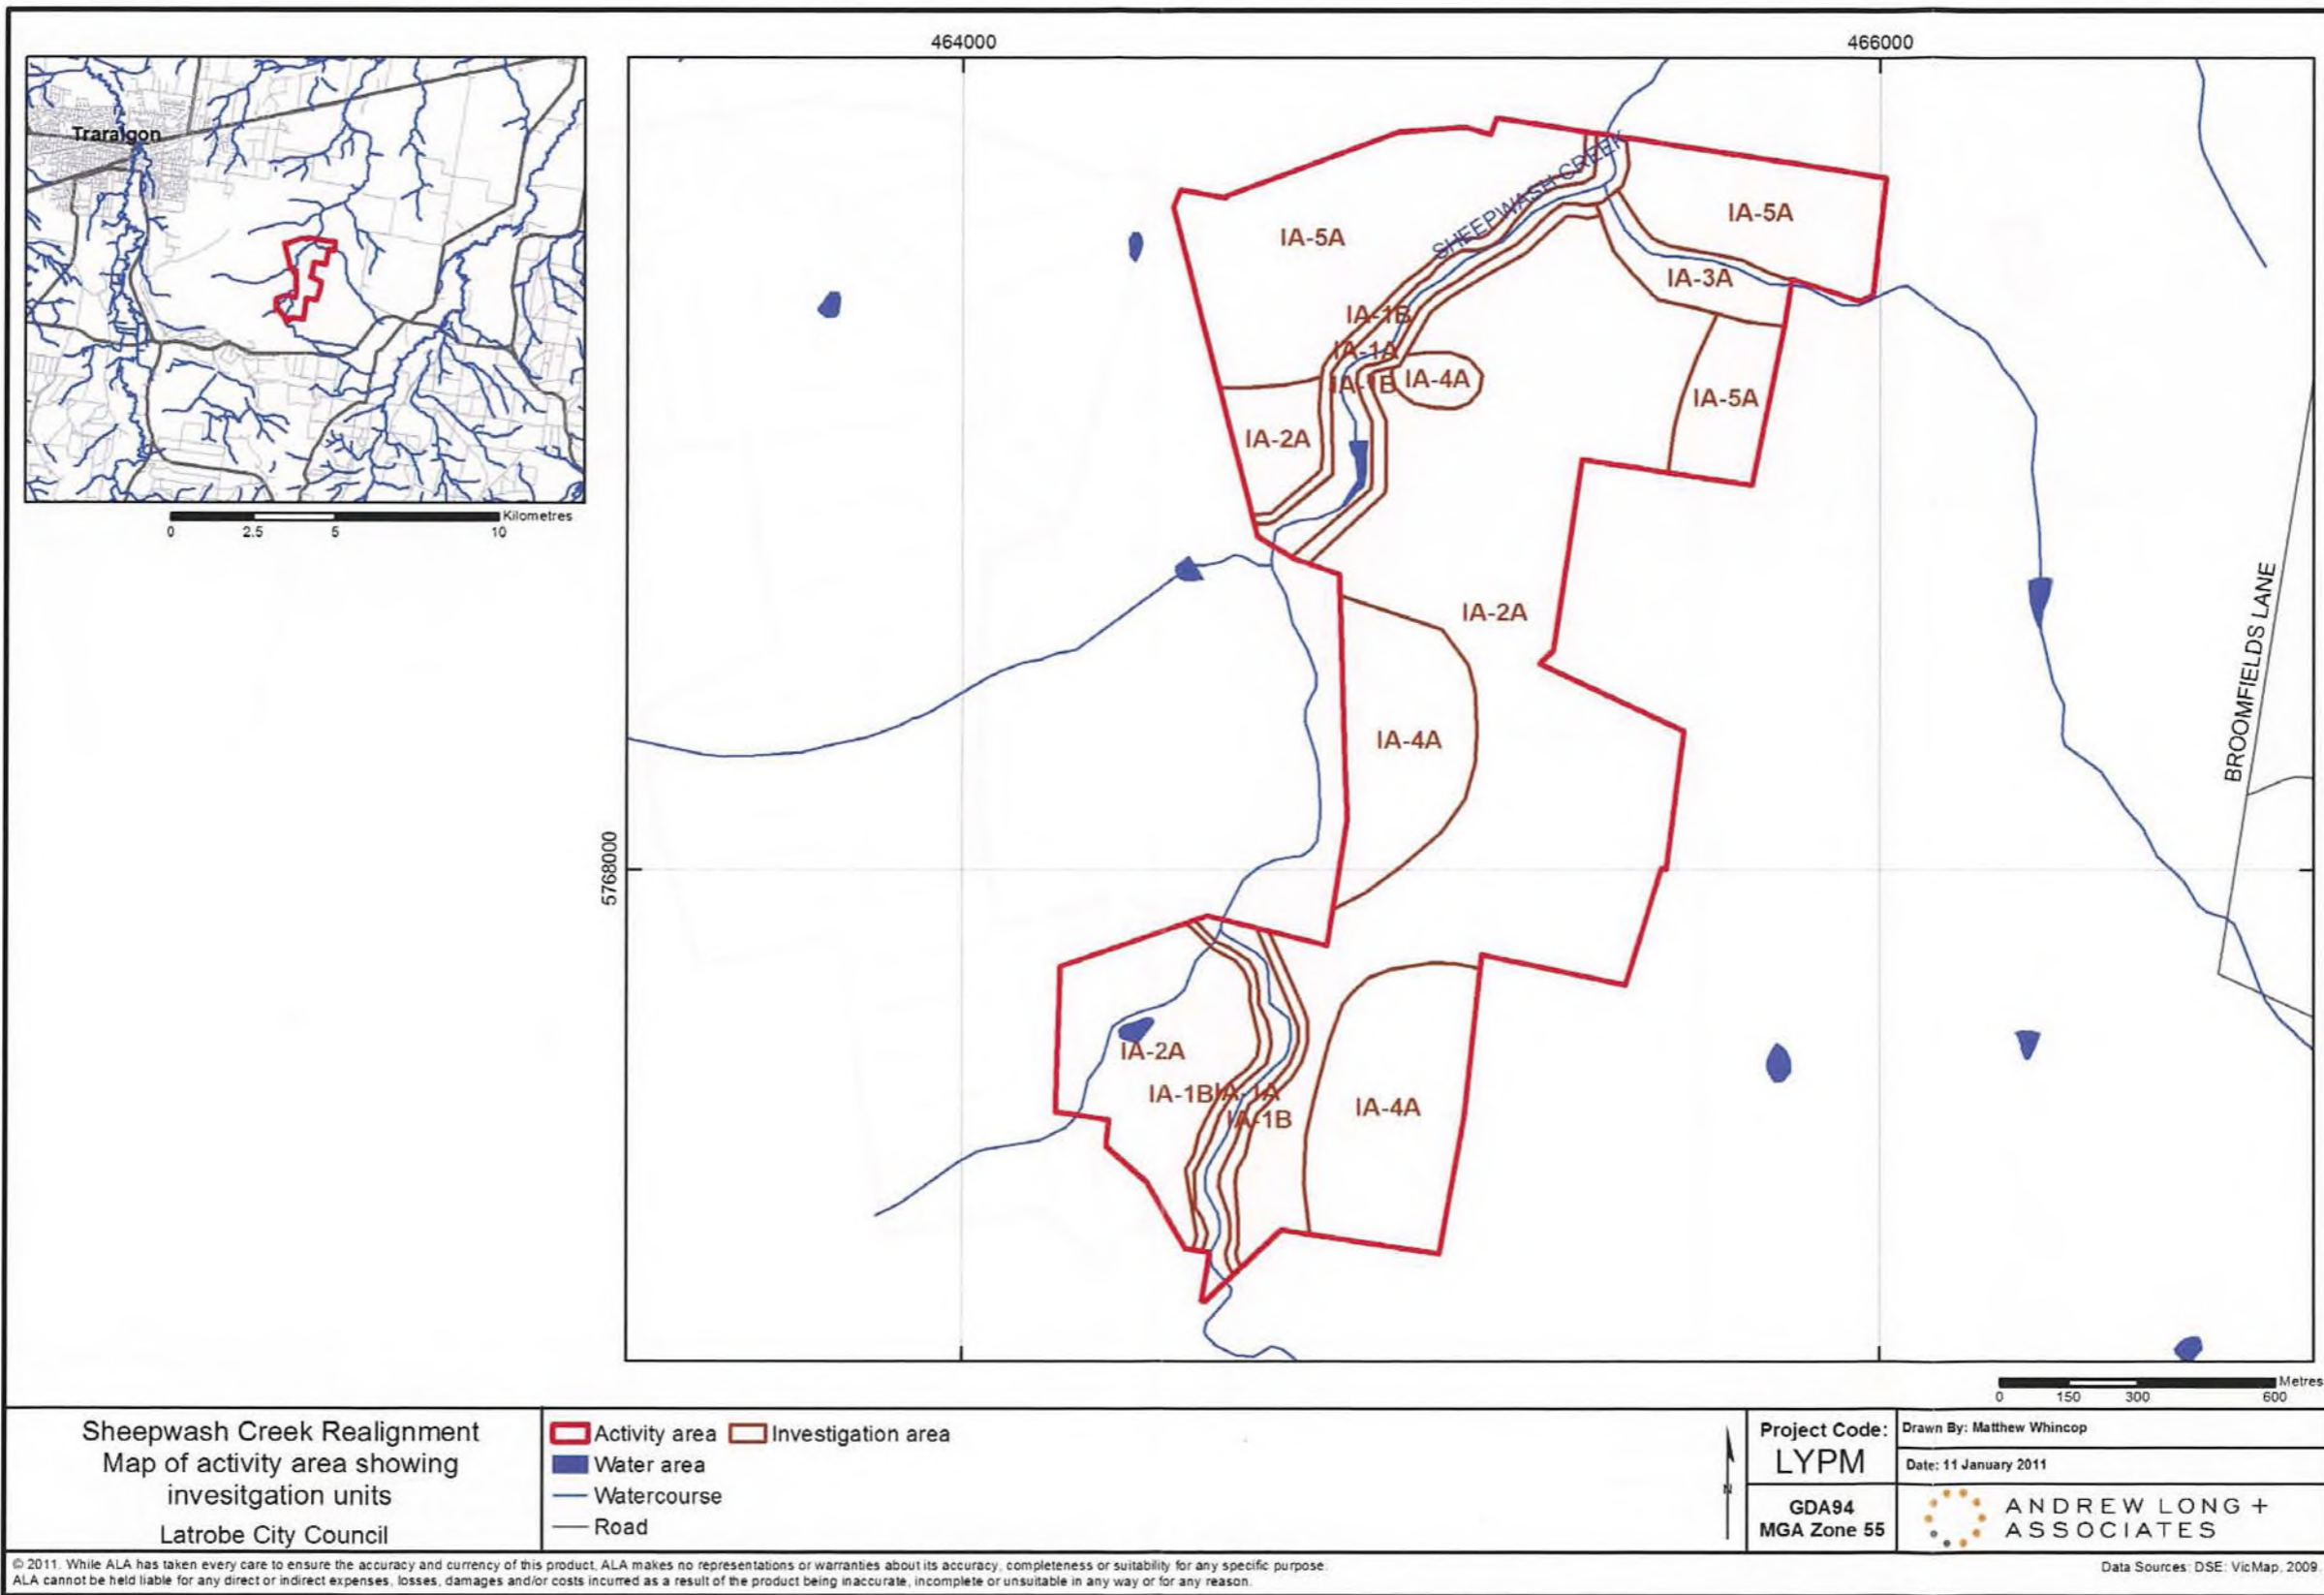 464000
466000
Traralgon
Kilometres
0 2.5 5 10
SHEEPWASH CREEK
IA-5A
IA-5A
IA-3A
IA-1B
IA-1A
IA-1B
IA-4A
IA-5A
IA-2A
IA-2A
BROOMFIELDS LANE
IA-4A
5768000
IA-2A
IA-1B
IA-1A
IA-1B
IA-4A
Metres
0 150 300 600
Sheepwash Creek Realignment
Map of activity area showing
invesitgation units
Latrobe City Council
Activity area
Investigation area
Water area
Watercourse
Road
N
Project Code:
LYPM
GDA94
MGA Zone 55
Drawn By: Matthew Whincop
Date: 11 January 2011
ANDREW LONG +
ASSOCIATES
© 2011. While ALA has taken every care to ensure the accuracy and currency of this product, ALA makes no representations or warranties about its accuracy, completeness or suitability for any specific purpose.
ALA cannot be held liable for any direct or indirect expenses, losses, damages and/or costs incurred as a result of the product being inaccurate, incomplete or unsuitable in any way or for any reason.
Data Sources: DSE: VicMap, 2009.